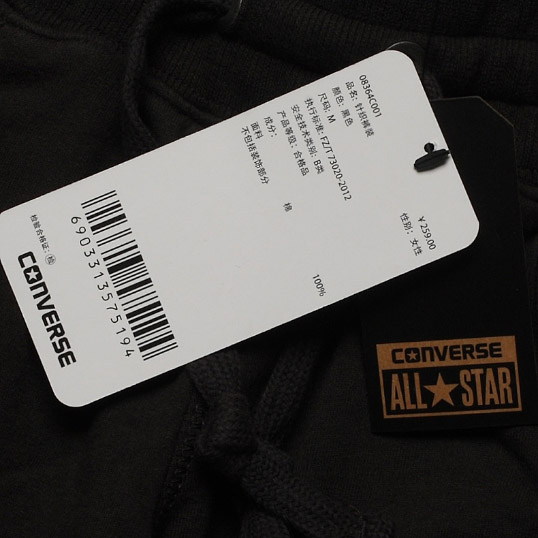 08364C001
品名: 针织裤装
颜色: 黑色
尺码: M
执行标准: FZ/T 73020-2012
安全技术类别: B类
产品等级: 合格品
成分:
面料 棉 100%
不包括装饰部分
¥259.00
性别: 女性
6903313575194
检验合格证:
CONVERSE
CONVERSE
ALL STAR